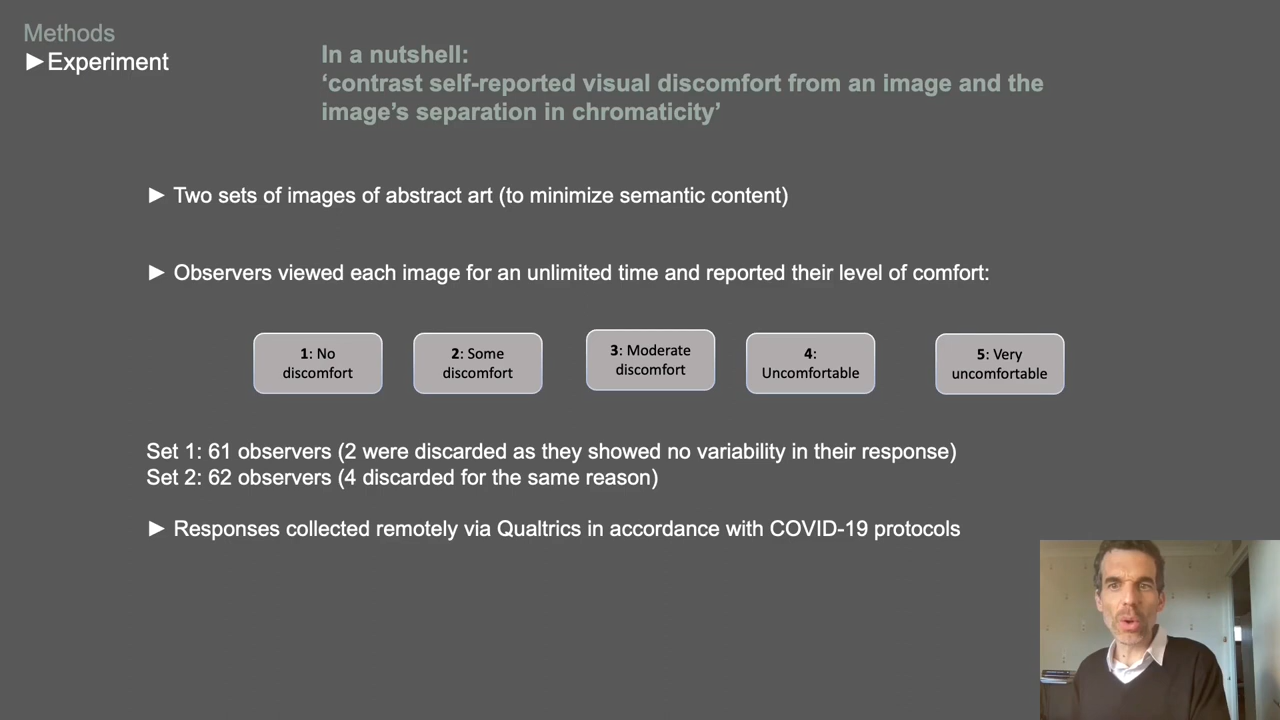 Methods
►Experiment
In a nutshell:
‘contrast self-reported visual discomfort from an image and the
image’s separation in chromaticity’
► Two sets of images of abstract art (to minimize semantic content)
► Observers viewed each image for an unlimited time and reported their level of comfort:
1: No
discomfort
2: Some
discomfort
3: Moderate
discomfort
4:
Uncomfortable
5: Very
uncomfortable
Set 1: 61 observers (2 were discarded as they showed no variability in their response)
Set 2: 62 observers (4 discarded for the same reason)
► Responses collected remotely via Qualtrics in accordance with COVID-19 protocols